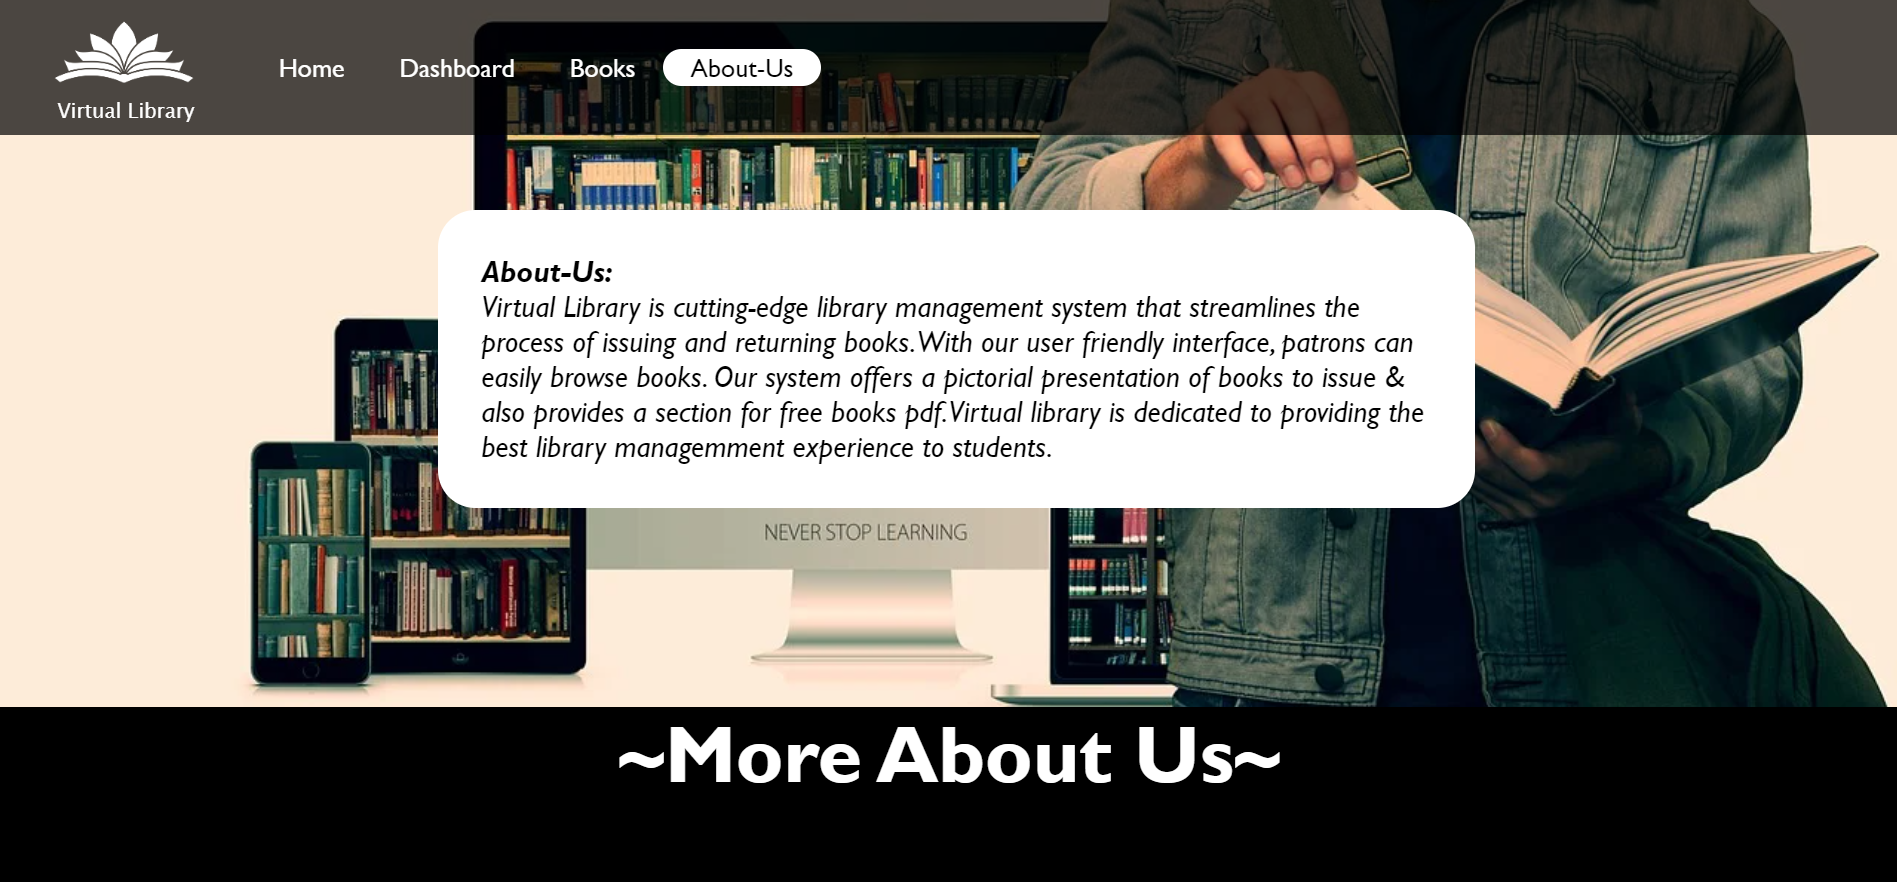 Virtual Library
Home
Dashboard
Books
About-Us
About-Us:
Virtual Library is cutting-edge library management system that streamlines the
process of issuing and returning books.With our user friendly interface, patrons can
easily browse books. Our system offers a pictorial presentation of books to issue &
also provides a section for free books pdf.Virtual library is dedicated to providing the
best library managemment experience to students.
NEVER STOP LEARNING
~More About Us~